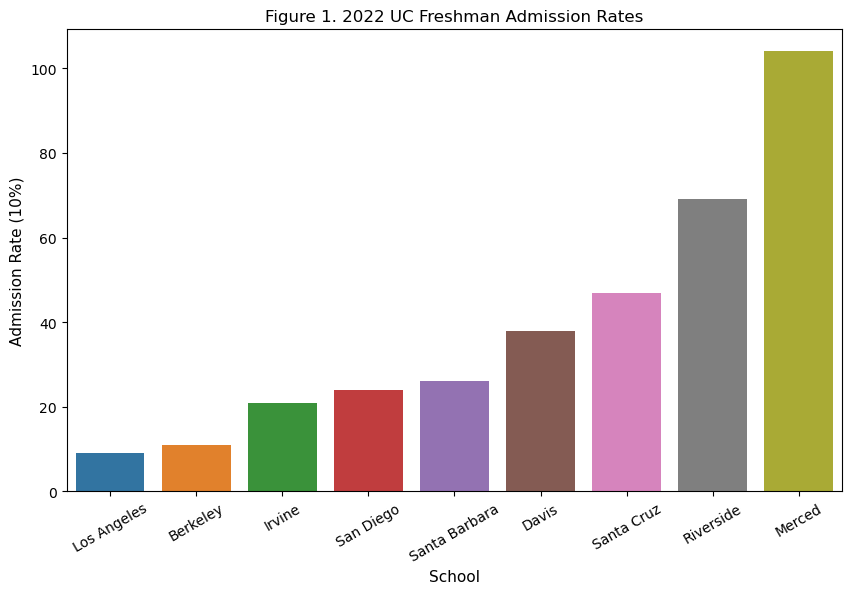 Figure 1. 2022 UC Freshman Admission Rates
Admission Rate (10%)
100
80
60
40
20
0
Los Angeles
Berkeley
Irvine
San Diego
Santa Barbara
Davis
Santa Cruz
Riverside
Merced
School